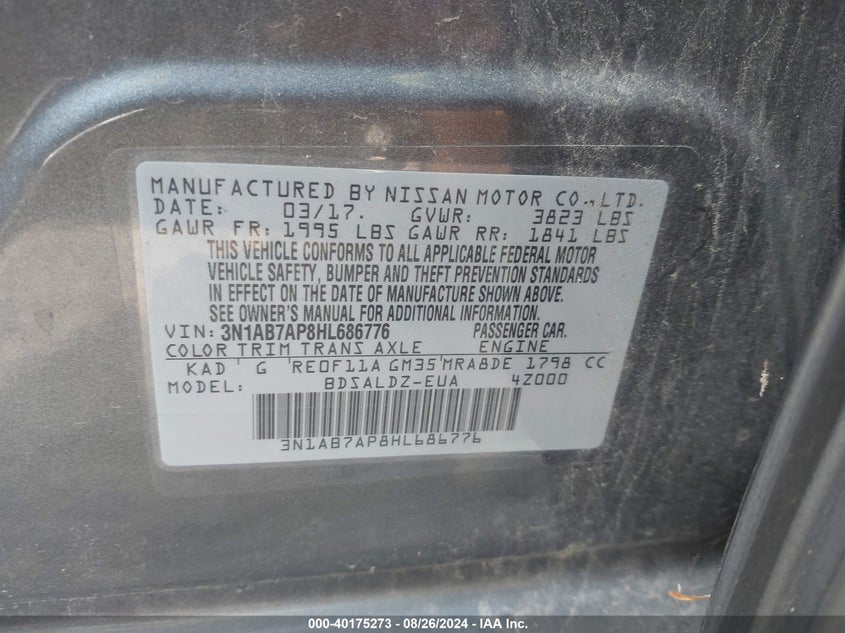 MANUFACTURED BY NISSAN MOTOR CO., LTD.
DATE: 03/17. GVWR: 3823 LBS
GAWR FR: 1995 LBS GAWR RR: 1841 LBS
THIS VEHICLE CONFORMS TO ALL APPLICABLE FEDERAL MOTOR
VEHICLE SAFETY, BUMPER AND THEFT PREVENTION STANDARDS
IN EFFECT ON THE DATE OF MANUFACTURE SHOWN ABOVE.
SEE OWNER'S MANUAL FOR ADDITIONAL INFORMATION.
VIN: 3N1AB7AP8HL686776 PASSENGER CAR.
COLOR TRIM TRANS AXLE ENGINE
KAD G RE0F11A GM35 MRA8DE 1798 CC
MODEL: BDSALDZ-EUA 4Z000
3N1AB7AP8HL686776
000-40175273 - 08/26/2024 - IAA Inc.